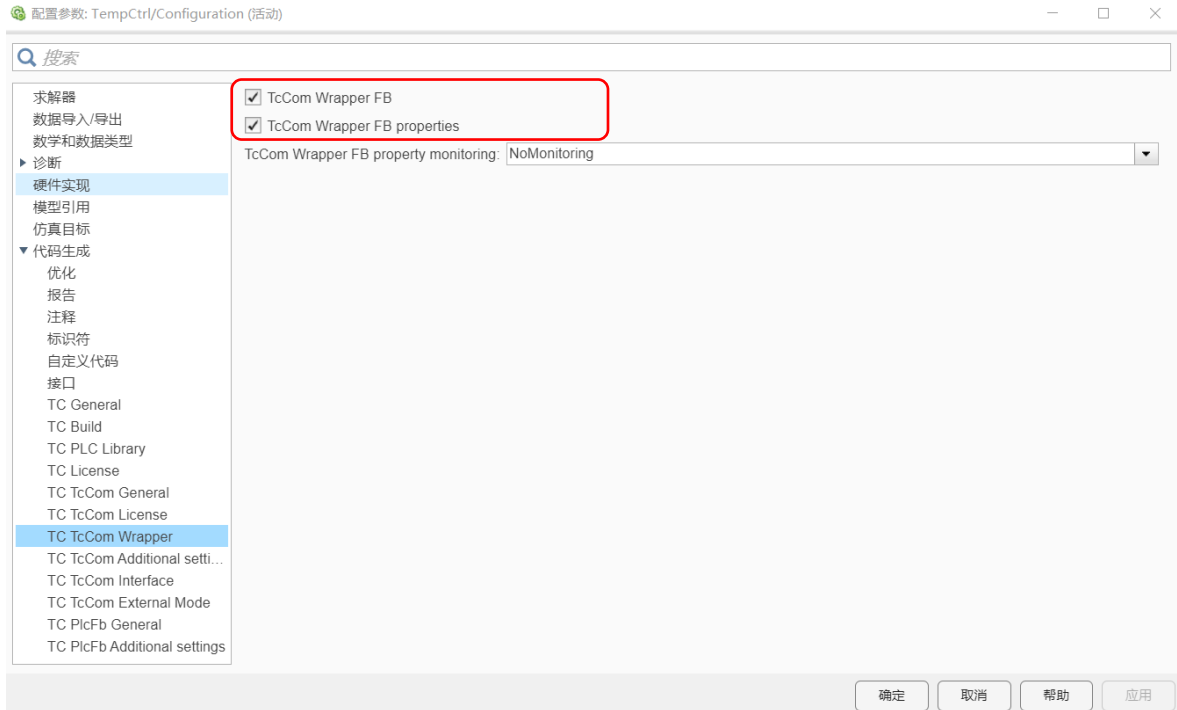 配置参数: TempCtrl/Configuration (活动)
搜索
求解器
数据导入/导出
数学和数据类型
诊断
硬件实现
模型引用
仿真目标
代码生成
优化
报告
注释
标识符
自定义代码
接口
TC General
TC Build
TC PLC Library
TC License
TC TcCom General
TC TcCom License
TC TcCom Wrapper
TC TcCom Additional setti...
TC TcCom Interface
TC TcCom External Mode
TC PlcFb General
TC PlcFb Additional settings
TcCom Wrapper FB
TcCom Wrapper FB properties
TcCom Wrapper FB property monitoring: NoMonitoring
确定 取消 帮助 应用